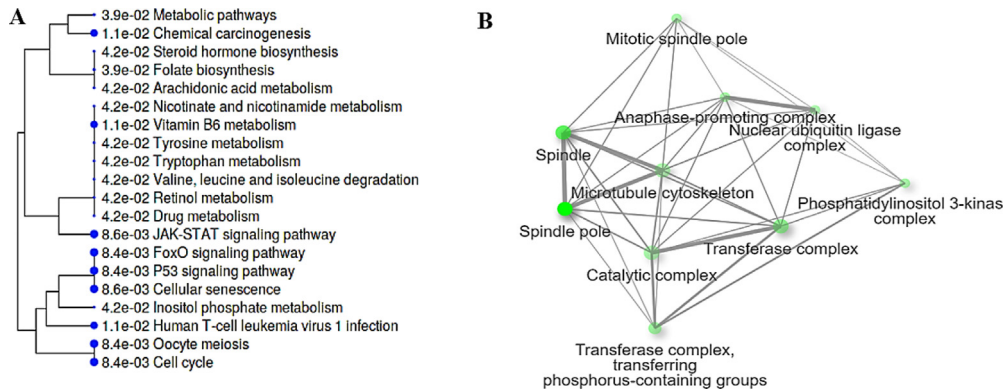 A
3.9e-02 Metabolic pathways
1.1e-02 Chemical carcinogenesis
4.2e-02 Steroid hormone biosynthesis
3.9e-02 Folate biosynthesis
4.2e-02 Arachidonic acid metabolism
4.2e-02 Nicotinate and nicotinamide metabolism
1.1e-02 Vitamin B6 metabolism
4.2e-02 Tyrosine metabolism
4.2e-02 Tryptophan metabolism
4.2e-02 Valine, leucine and isoleucine degradation
4.2e-02 Retinol metabolism
4.2e-02 Drug metabolism
8.6e-03 JAK-STAT signaling pathway
8.4e-03 FoxO signaling pathway
8.4e-03 P53 signaling pathway
8.6e-03 Cellular senescence
4.2e-02 Inositol phosphate metabolism
1.1e-02 Human T-cell leukemia virus 1 infection
8.4e-03 Oocyte meiosis
8.4e-03 Cell cycle
B
Mitotic spindle pole
Anaphase-promoting complex
Nuclear ubiquitin ligase
complex
Spindle
Microtubule cytoskeleton
Phosphatidylinositol 3-kinas
complex
Spindle pole
Transferase complex
Catalytic complex
Transferase complex,
transferring
phosphorus-containing groups